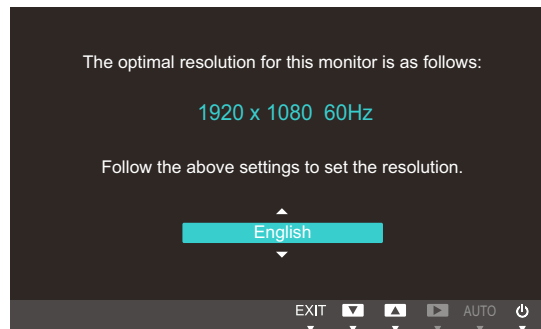 The optimal resolution for this monitor is as follows:
1920 x 1080 60Hz
Follow the above settings to set the resolution.
English
EXIT AUTO